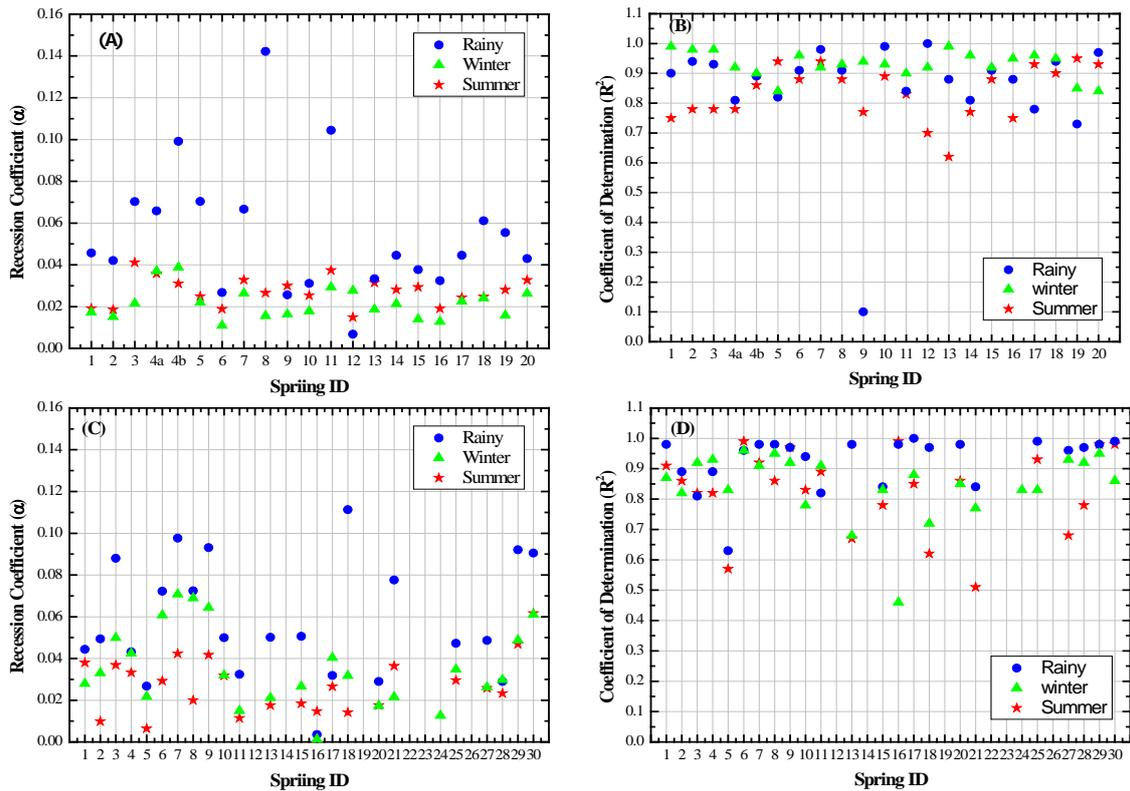 (A)
Rainy
Winter
Summer
Recession Coefficient (α)
0.16
0.14
0.12
0.10
0.08
0.06
0.04
0.02
0.00
1 2 3 4a 4b 5 6 7 8 9 10 11 12 13 14 15 16 17 18 19 20
Spriing ID
(B)
Rainy
winter
Summer
Coefficient of Determination (R²)
1.1
1.0
0.9
0.8
0.7
0.6
0.5
0.4
0.3
0.2
0.1
0.0
1 2 3 4a 4b 5 6 7 8 9 10 11 12 13 14 15 16 17 18 19 20
Spring ID
(C)
Rainy
Winter
Summer
Recession Coefficient (α)
0.16
0.14
0.12
0.10
0.08
0.06
0.04
0.02
0.00
1 2 3 4 5 6 7 8 9 10 11 12 13 14 15 16 17 18 19 20 21 22 23 24 25 26 27 28 29 30
Spriing ID
(D)
Rainy
winter
Summer
Coefficient of Determination (R²)
1.1
1.0
0.9
0.8
0.7
0.6
0.5
0.4
0.3
0.2
0.1
0.0
1 2 3 4 5 6 7 8 9 10 11 12 13 14 15 16 17 18 19 20 21 22 23 24 25 26 27 28 29 30
Spring ID